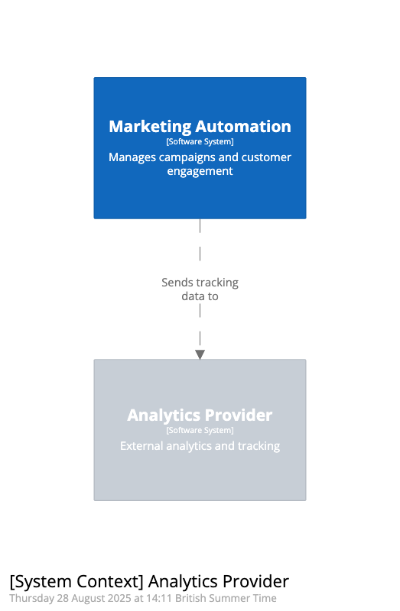 Marketing Automation
[Software System]
Manages campaigns and customer
engagement
Sends tracking
data to
Analytics Provider
[Software System]
External analytics and tracking
[System Context] Analytics Provider
Thursday 28 August 2025 at 14:11 British Summer Time